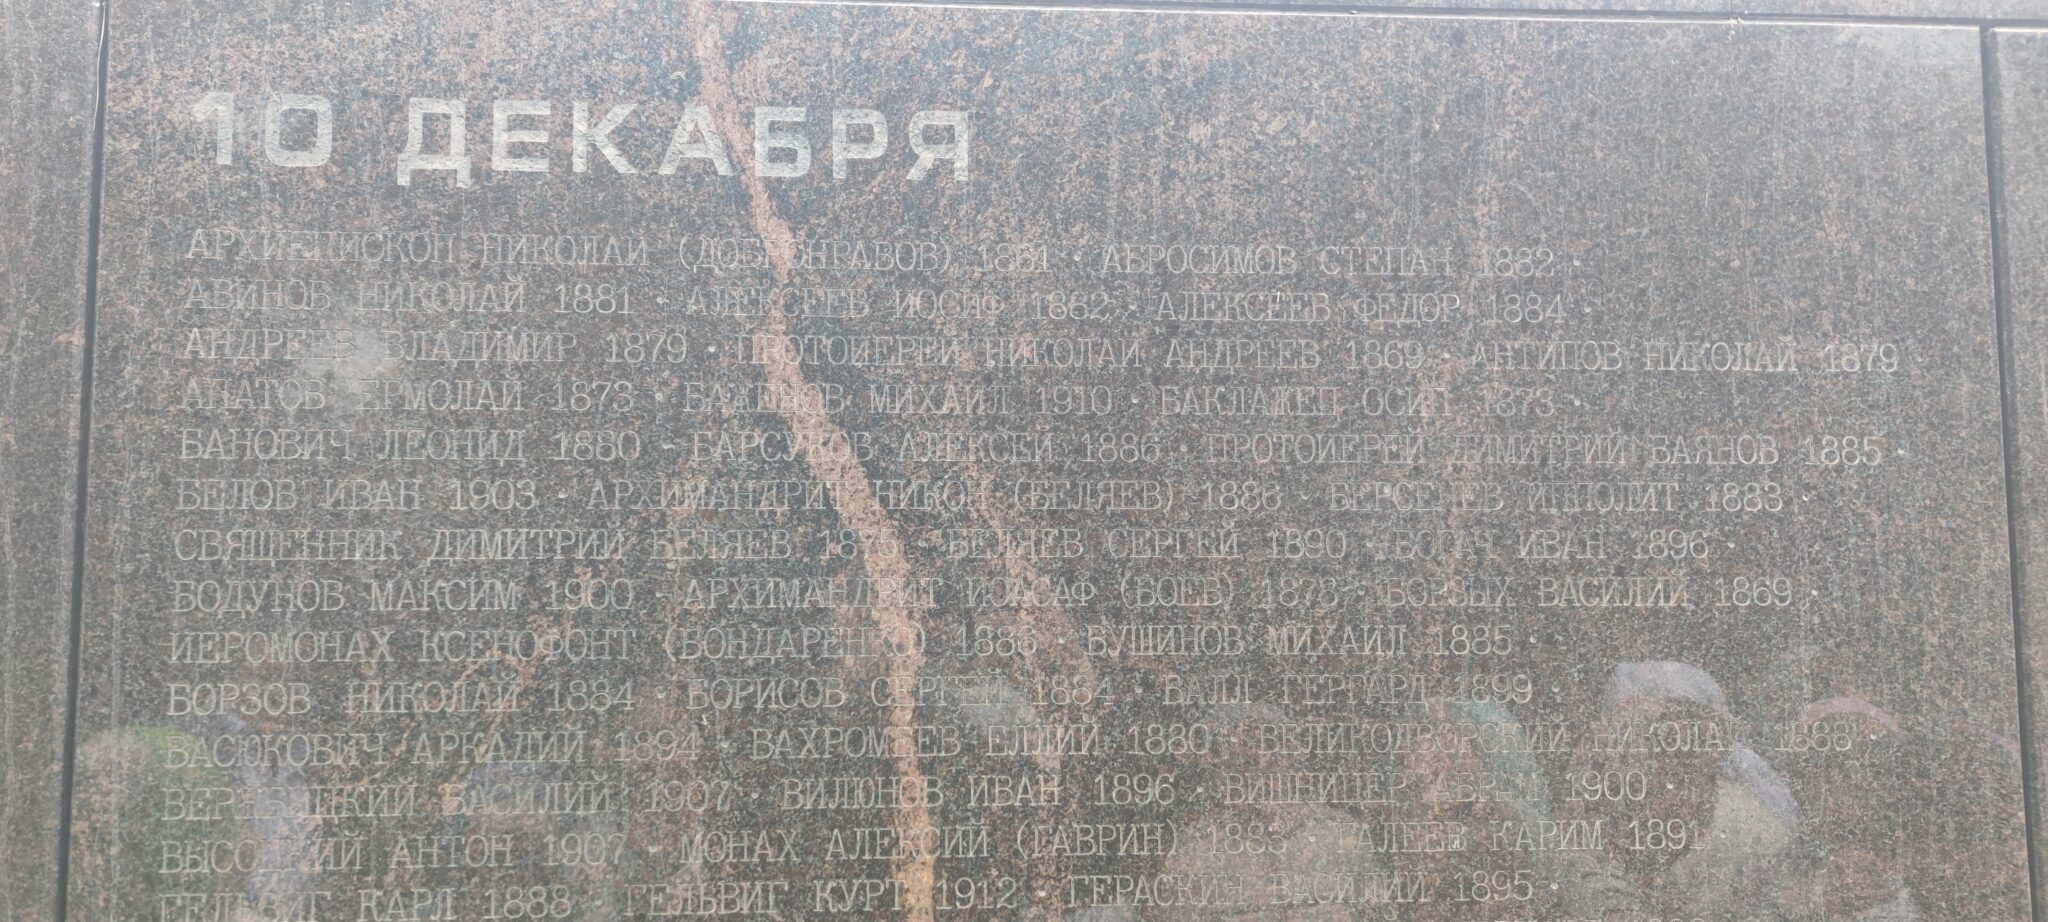 10 ДЕКАБРЯ
АРХИЕПИСКОП НИКОЛАЙ (ДОБРОНРАВОВ) 1861 · АБРОСИМОВ СТЕПАН 1882 ·
АВИНОВ НИКОЛАЙ 1881 · АЛЕКСЕЕВ ИОСИФ 1882 · АЛЕКСЕЕВ ФЕДОР 1884 ·
АНДРЕЕВ ВЛАДИМИР 1879 · ПРОТОИЕРЕЙ НИКОЛАЙ АНДРЕЕВ 1869 · АНТИПОВ НИКОЛАЙ 1879
АПАТОВ ЕРМОЛАЙ 1873 · БАЖЕНОВ МИХАИЛ 1910 · БАКЛАЖЕЦ ОСИП 1873 ·
БАНОВИЧ ЛЕОНИД 1880 · БАРСУКОВ АЛЕКСЕЙ 1886 · ПРОТОИЕРЕЙ ДИМИТРИЙ БАЯНОВ 1885 ·
БЕЛОВ ИВАН 1903 · АРХИМАНДРИТ НИКОН (БЕЛЯЕВ) 1886 · БЕРСЕНЕВ ИППОЛИТ 1883 ·
СВЯЩЕННИК ДИМИТРИЙ БЕЛЯЕВ 1875 · БЕЛЯЕВ СЕРГЕЙ 1890 · БОГАЧ ИВАН 1896 ·
БОДУНОВ МАКСИМ 1900 · АРХИМАНДРИТ ИОАСАФ (БОЕВ) 1878 · БОРЗЫХ ВАСИЛИЙ 1869 ·
ИЕРОМОНАХ КСЕНОФОНТ (БОНДАРЕНКО) 1886 · БУШИНОВ МИХАИЛ 1885 ·
БОРЗОВ НИКОЛАЙ 1884 · БОРИСОВ СЕРГЕЙ 1884 · ВАЛЛ ГЕРГАРД 1899 ·
ВАСЮКОВИЧ АРКАДИЙ 1894 · ВАХРОМЕЕВ ЕЛЛИЙ 1880 · ВЕЛИКОДВОРСКИЙ НИКОЛАЙ 1888 ·
ВАСИЛИЙ 1907 · ВИЛЮНОВ ИВАН 1896 · ВИШНИЦЕР АБРАМ 1900 ·
ВЫСОЦКИЙ АНТОН 1907 · МОНАХ АЛЕКСИЙ (ГАВРИН) 1883 · ГАЛЕЕВ КАРИМ 1891
ГЕЛЬВИГ КАРЛ 1888 · ГЕЛЬВИГ КУРТ 1912 · ГЕРАСКИН ВАСИЛИЙ 1895 ·